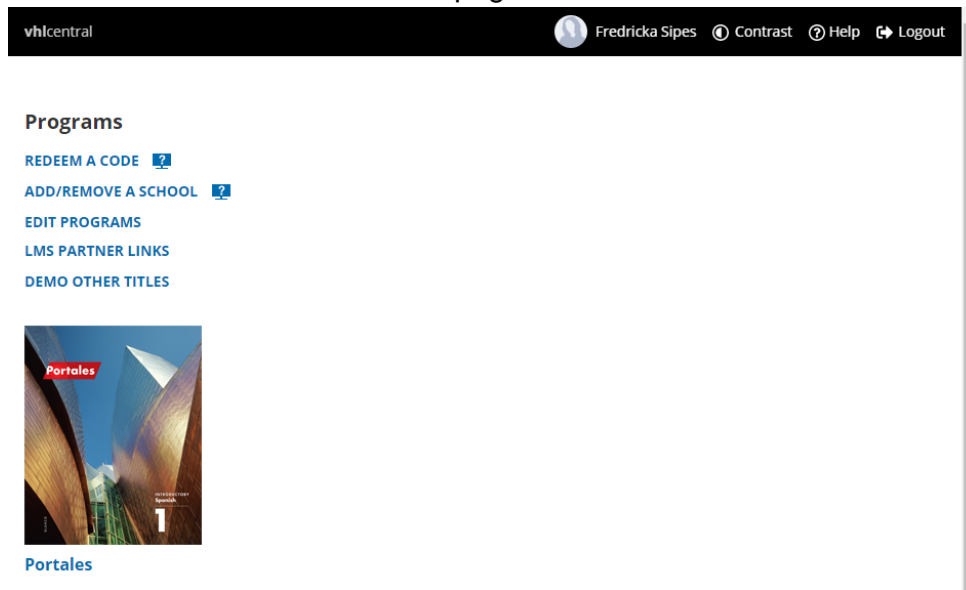 vhlcentral Fredricka Sipes Contrast ? Help Logout
Programs
REDEEM A CODE ?
ADD/REMOVE A SCHOOL ?
EDIT PROGRAMS
LMS PARTNER LINKS
DEMO OTHER TITLES
Portales
INTRODUCTORY
Spanish
1
Portales